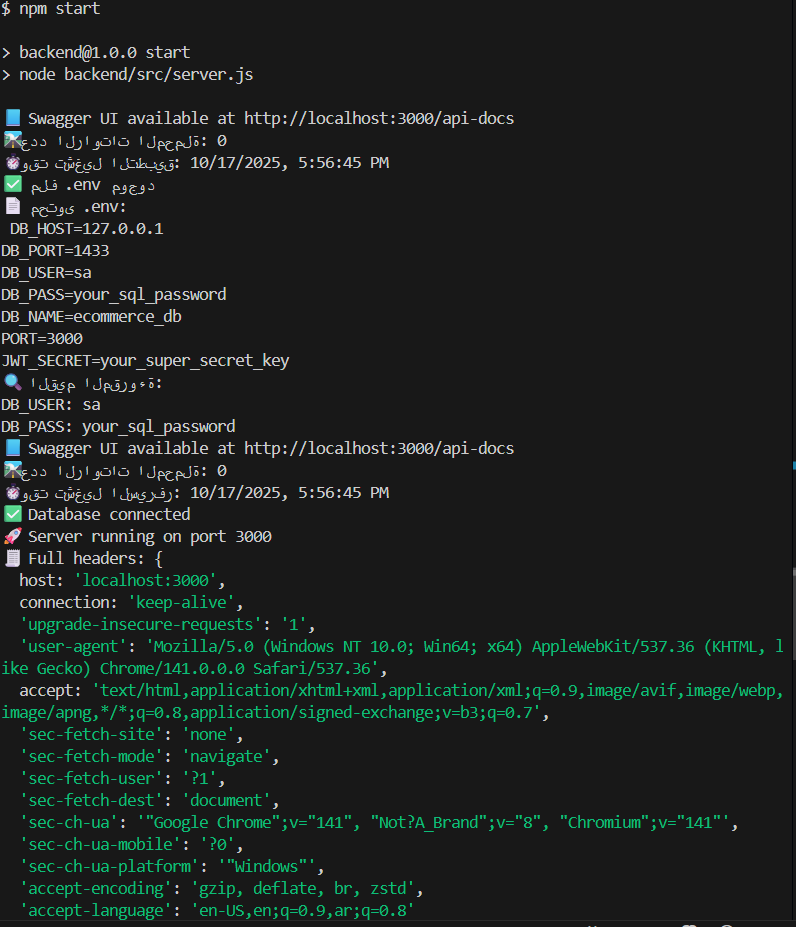 $ npm start
> backend@1.0.0 start
> node backend/src/server.js
📘 Swagger UI available at http://localhost:3000/api-docs
🛣️عدد الراوتات المحملة: 0
⏰وقت تشغيل التطبيق: 10/17/2025, 5:56:45 PM
✅ ملف .env موجود
📄 محتوى .env:
DB_HOST=127.0.0.1
DB_PORT=1433
DB_USER=sa
DB_PASS=your_sql_password
DB_NAME=ecommerce_db
PORT=3000
JWT_SECRET=your_super_secret_key
🔍 القيم المقروءة:
DB_USER: sa
DB_PASS: your_sql_password
📘 Swagger UI available at http://localhost:3000/api-docs
🛣️عدد الراوتات المحملة: 0
⏰وقت تشغيل السيرفر: 10/17/2025, 5:56:45 PM
✅ Database connected
🚀 Server running on port 3000
🧾 Full headers: {
  host: 'localhost:3000',
  connection: 'keep-alive',
  'upgrade-insecure-requests': '1',
  'user-agent': 'Mozilla/5.0 (Windows NT 10.0; Win64; x64) AppleWebKit/537.36 (KHTML, l
ike Gecko) Chrome/141.0.0.0 Safari/537.36',
  accept: 'text/html,application/xhtml+xml,application/xml;q=0.9,image/avif,image/webp,
image/apng,*/*;q=0.8,application/signed-exchange;v=b3;q=0.7',
  'sec-fetch-site': 'none',
  'sec-fetch-mode': 'navigate',
  'sec-fetch-user': '?1',
  'sec-fetch-dest': 'document',
  'sec-ch-ua': '"Google Chrome";v="141", "Not?A_Brand";v="8", "Chromium";v="141"',
  'sec-ch-ua-mobile': '?0',
  'sec-ch-ua-platform': '"Windows"',
  'accept-encoding': 'gzip, deflate, br, zstd',
  'accept-language': 'en-US,en;q=0.9,ar;q=0.8'